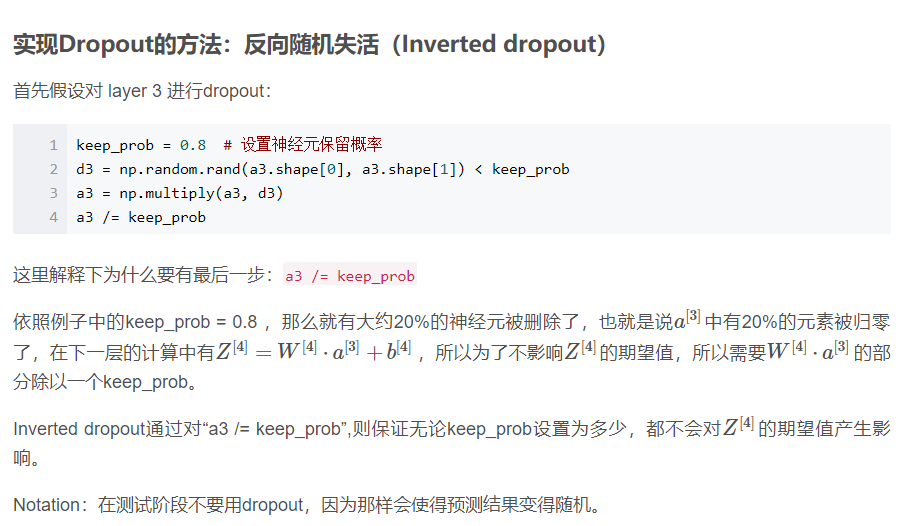 实现Dropout的方法：反向随机失活（Inverted dropout）
首先假设对 layer 3 进行dropout：
1 keep_prob = 0.8  # 设置神经元保留概率
2 d3 = np.random.rand(a3.shape[0], a3.shape[1]) < keep_prob
3 a3 = np.multiply(a3, d3)
4 a3 /= keep_prob
这里解释下为什么要有最后一步：a3 /= keep_prob
依照例子中的keep_prob = 0.8 ，那么就有大约20%的神经元被删除了，也就是说a^[3]中有20%的元素被归零
了，在下一层的计算中有Z^[4] = W^[4] · a^[3] + b^[4] ，所以为了不影响Z^[4]的期望值，所以需要W^[4] · a^[3]的部
分除以一个keep_prob。
Inverted dropout通过对“a3 /= keep_prob”,则保证无论keep_prob设置为多少，都不会对Z^[4]的期望值产生影
响。
Notation：在测试阶段不要用dropout，因为那样会使得预测结果变得随机。